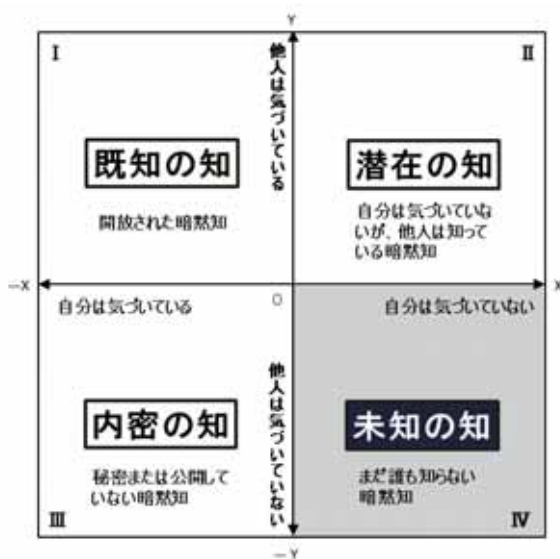 Y
I
II
他人は気づいている
既知の知
開放された暗黙知
潜在の知
自分は気づいていな
いが、他人は知って
いる暗黙知
—X
X
自分は気づいている
O
自分は気づいていない
他人は気づいていない
内密の知
秘密または公開して
いない暗黙知
未知の知
まだ誰も知らない
暗黙知
III
IV
—Y